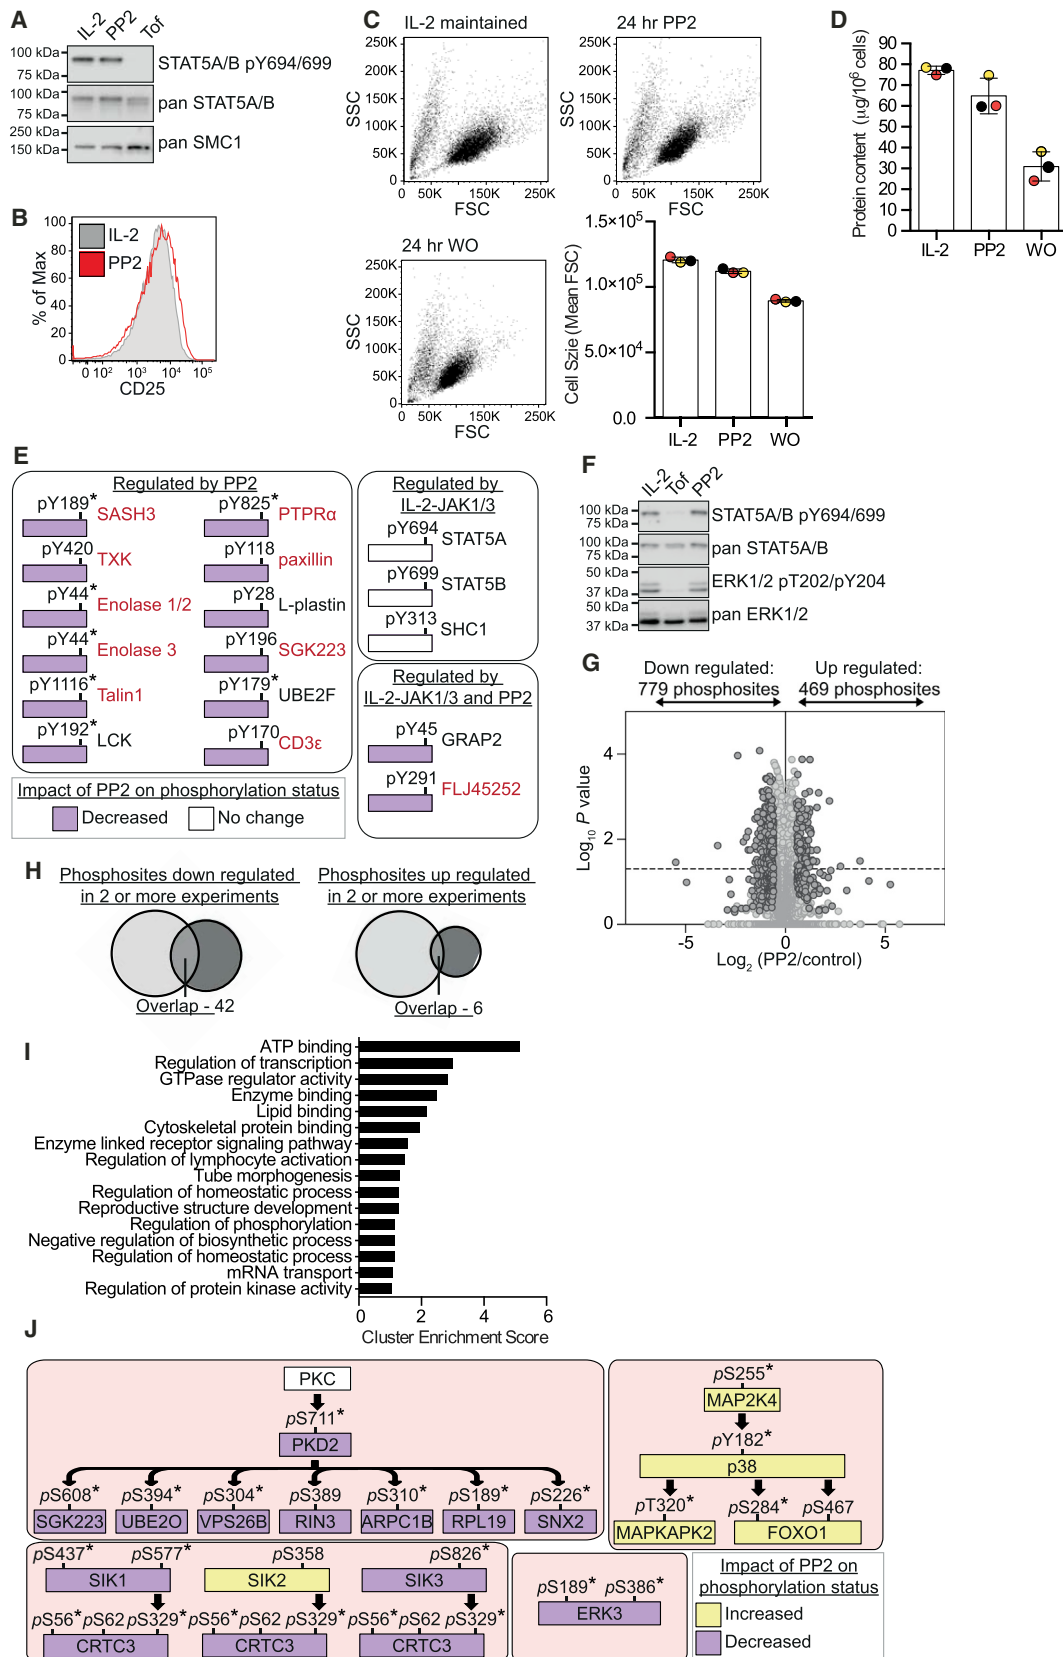 A
IL-2 PP2 Tof
100 kDa
75 kDa
STAT5A/B pY694/699
100 kDa
75 kDa
pan STAT5A/B
250 kDa
150 kDa
pan SMC1
B
100
80
60
40
20
0
% of Max
IL-2
PP2
0 10² 10³ 10⁴ 10⁵
CD25
C
IL-2 maintained
250K
200K
150K
100K
50K
0
SSC
0 50K 150K 250K
FSC
24 hr PP2
250K
200K
150K
100K
50K
0
SSC
0 50K 150K 250K
FSC
24 hr WO
250K
200K
150K
100K
50K
0
SSC
0 50K 150K 250K
FSC
1.5×10⁵
1.0×10⁵
5.0×10⁴
0.0
Cell Szie (Mean FSC)
IL-2 PP2 WO
D
90
80
70
60
50
40
30
20
10
0
Protein content (µg/10⁶ cells)
IL-2 PP2 WO
E
Regulated by PP2
pY189* SASH3
pY420 TXK
pY44* Enolase 1/2
pY44* Enolase 3
pY1116* Talin1
pY192* LCK
pY825* PTPRα
pY118 paxillin
pY28 L-plastin
pY196 SGK223
pY179* UBE2F
pY170 CD3ε
Impact of PP2 on phosphorylation status
Decreased No change
Regulated by
IL-2-JAK1/3
pY694 STAT5A
pY699 STAT5B
pY313 SHC1
Regulated by
IL-2-JAK1/3 and PP2
pY45 GRAP2
pY291 FLJ45252
F
IL-2 Tof PP2
100 kDa
75 kDa
STAT5A/B pY694/699
100 kDa
75 kDa
pan STAT5A/B
50 kDa
37 kDa
ERK1/2 pT202/pY204
50 kDa
37 kDa
pan ERK1/2
G
Down regulated:
779 phosphosites
Up regulated:
469 phosphosites
4
2
0
Log₁₀ P value
-5 0 5
Log₂ (PP2/control)
H
Phosphosites down regulated
in 2 or more experiments
Overlap - 42
Phosphosites up regulated
in 2 or more experiments
Overlap - 6
I
ATP binding
Regulation of transcription
GTPase regulator activity
Enzyme binding
Lipid binding
Cytoskeletal protein binding
Enzyme linked receptor signaling pathway
Regulation of lymphocyte activation
Tube morphogenesis
Regulation of homeostatic process
Reproductive structure development
Regulation of phosphorylation
Negative regulation of biosynthetic process
Regulation of homeostatic process
mRNA transport
Regulation of protein kinase activity
0 2 4 6
Cluster Enrichment Score
J
PKC
pS711*
PKD2
pS608* pS394* pS304* pS389 pS310* pS189* pS226*
SGK223 UBE2O VPS26B RIN3 ARPC1B RPL19 SNX2
pS255*
MAP2K4
pY182*
p38
pT320* pS284* pS467
MAPKAPK2 FOXO1
pS437* pS577* pS358 pS826*
SIK1 SIK2 SIK3
pS56* pS62 pS329* pS56* pS62 pS329* pS56* pS62 pS329*
CRTC3 CRTC3 CRTC3
pS189* pS386*
ERK3
Impact of PP2 on
phosphorylation status
Increased
Decreased